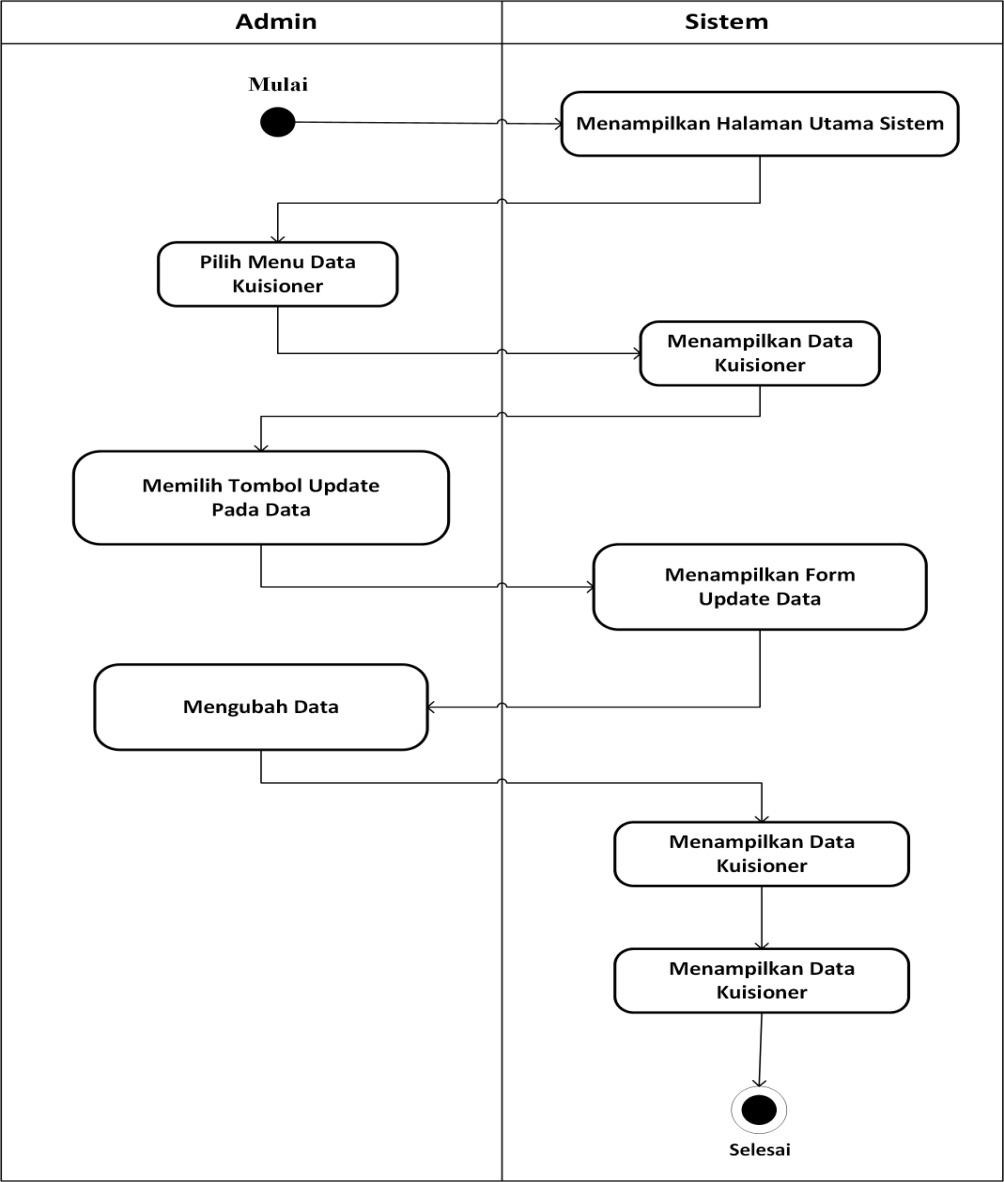 Admin
Sistem
Mulai
Menampilkan Halaman Utama Sistem
Pilih Menu Data
Kuisioner
Menampilkan Data
Kuisioner
Memilih Tombol Update
Pada Data
Menampilkan Form
Update Data
Mengubah Data
Menampilkan Data
Kuisioner
Menampilkan Data
Kuisioner
Selesai